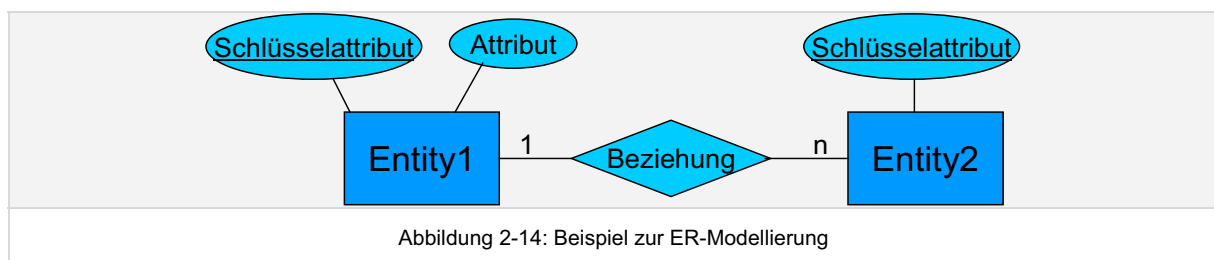 Schlüsselattribut
Attribut
Schlüsselattribut
Entity1
1
Beziehung
n
Entity2
Abbildung 2-14: Beispiel zur ER-Modellierung